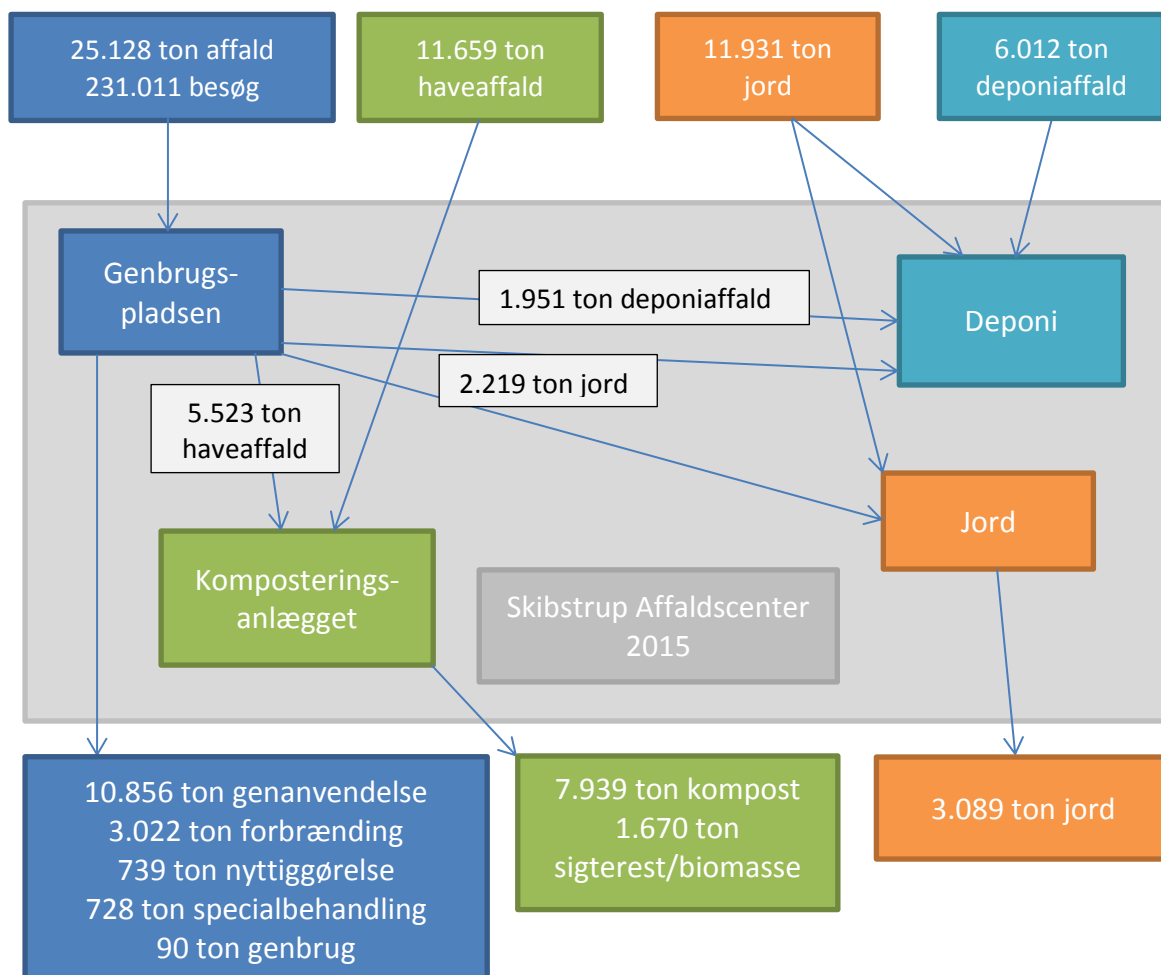 25.128 ton affald
231.011 besøg
11.659 ton
haveaffald
11.931 ton
jord
6.012 ton
deponiaffald
Genbrugs-
pladsen
1.951 ton deponiaffald
Deponi
2.219 ton jord
5.523 ton
haveaffald
Jord
Komposterings-
anlægget
Skibstrup Affaldscenter
2015
10.856 ton genanvendelse
3.022 ton forbrænding
739 ton nyttiggørelse
728 ton specialbehandling
90 ton genbrug
7.939 ton kompost
1.670 ton
sigterest/biomasse
3.089 ton jord